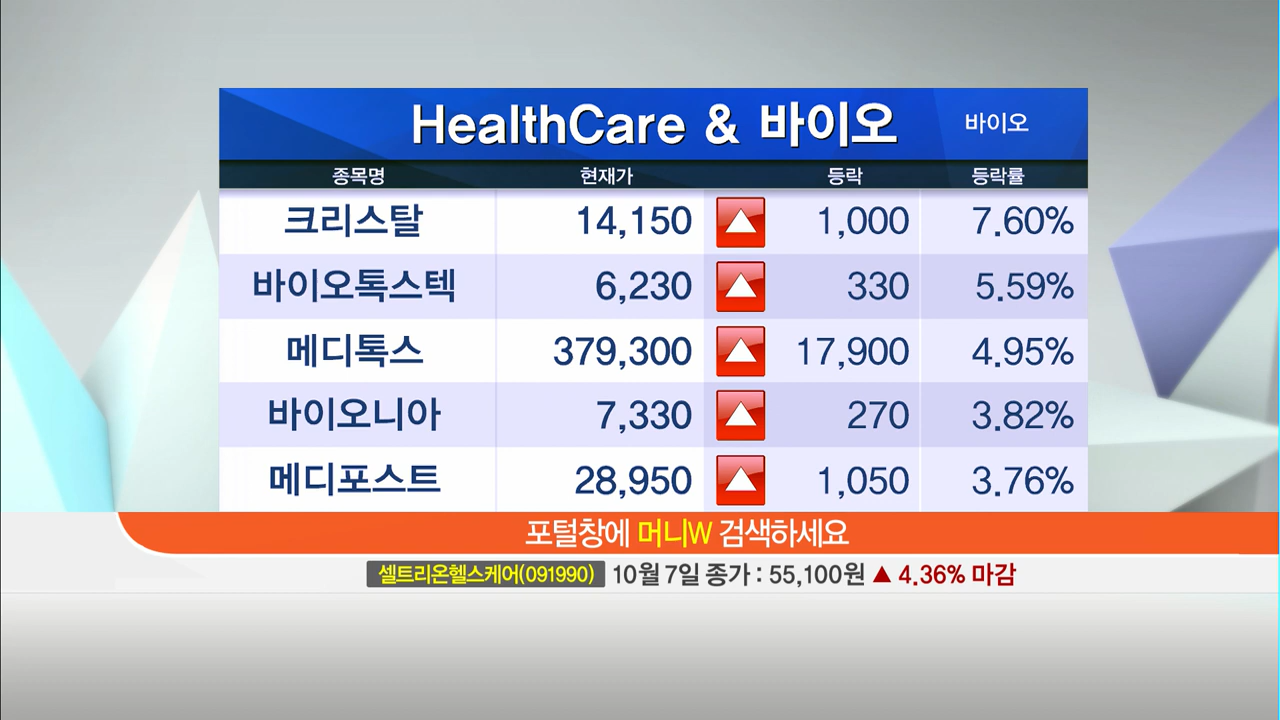 HealthCare & 바이오 바이오
종목명 현재가 등락 등락률
크리스탈 14,150 ▲ 1,000 7.60%
바이오톡스텍 6,230 ▲ 330 5.59%
메디톡스 379,300 ▲ 17,900 4.95%
바이오니아 7,330 ▲ 270 3.82%
메디포스트 28,950 ▲ 1,050 3.76%
포털창에 머니W 검색하세요
셀트리온헬스케어(091990) 10월 7일 종가 : 55,100원 ▲ 4.36% 마감